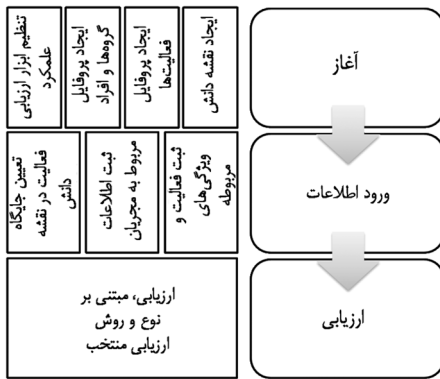 آغاز
ایجاد نقشه دانش
ایجاد پروفایل
فعالیت‌ها
ایجاد پروفایل
گروه‌ها و افراد
تنظیم ابزار ارزیابی
علمکرد
ورود اطلاعات
ثبت فعالیت و
ویژگی‌های
مربوطه
ثبت اطلاعات
مربوط به مجریان
تعیین جایگاه
فعالیت در نقشه
دانش
ارزیابی
ارزیابی، مبتنی بر
نوع و روش
ارزیابی منتخب